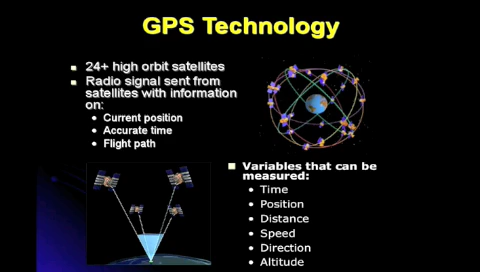 GPS Technology
24+ high orbit satellites
Radio signal sent from
satellites with information
on:
Current position
Accurate time
Flight path
Variables that can be
measured:
Time
Position
Distance
Speed
Direction
Altitude